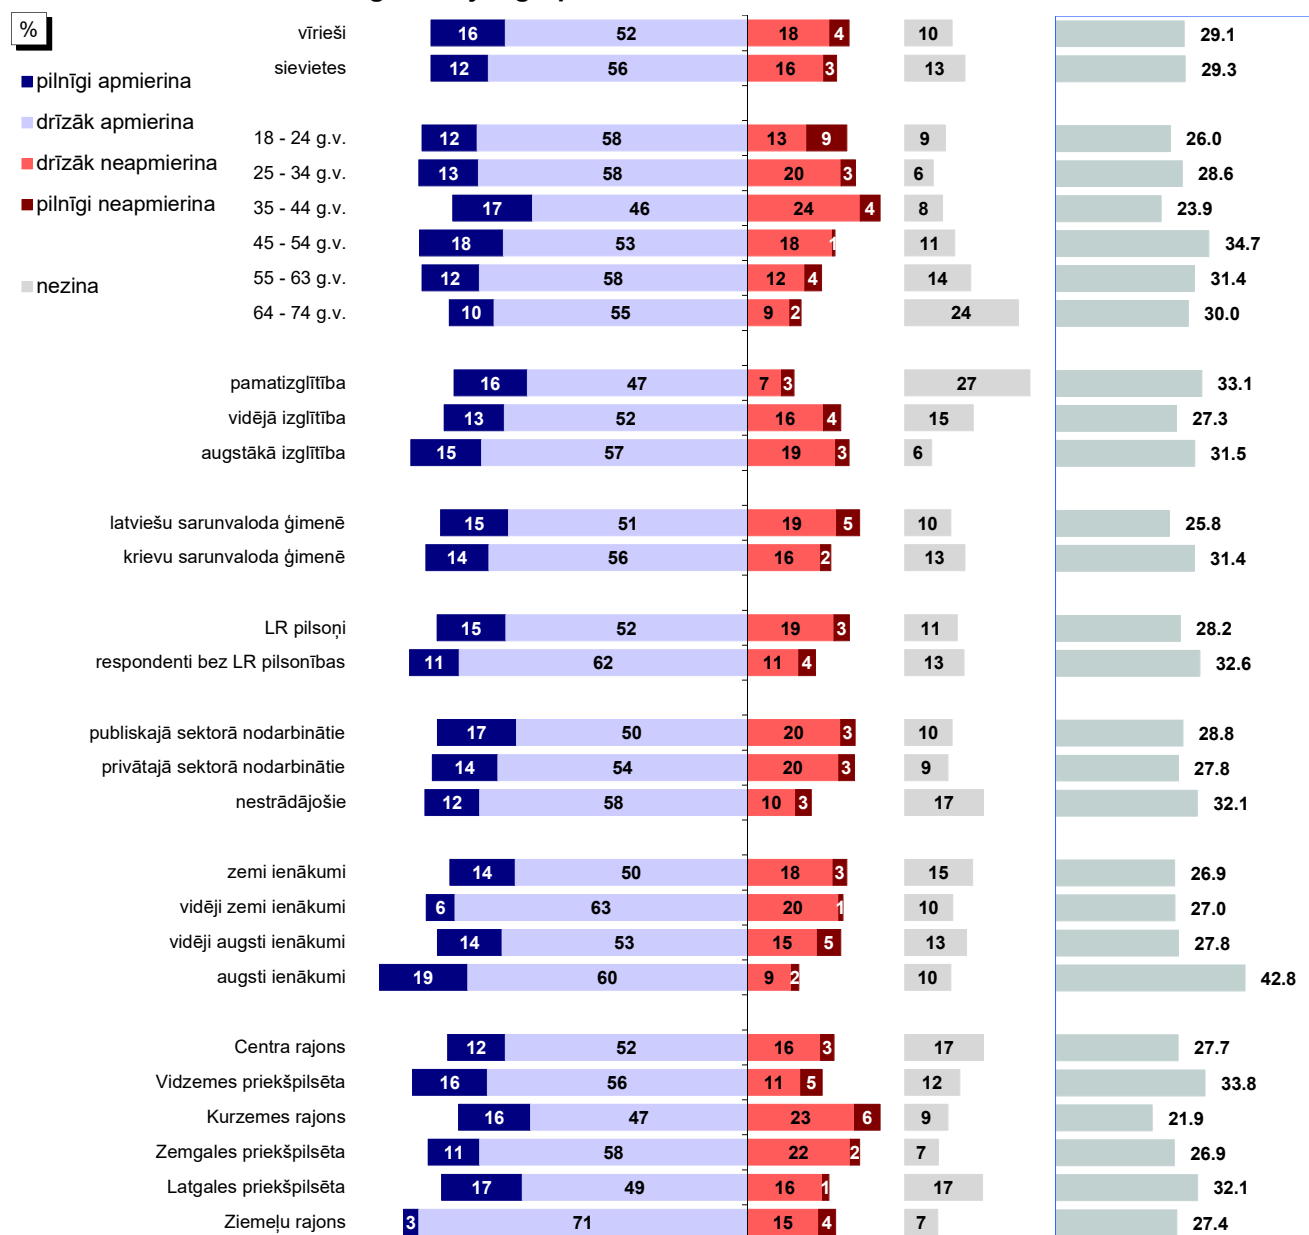 %
pilnīgi apmierina
drīzāk apmierina
drīzāk neapmierina
pilnīgi neapmierina
nezina
vīrieši 16 52 18 4 10 29.1
sievietes 12 56 16 3 13 29.3
18 - 24 g.v. 12 58 13 9 9 26.0
25 - 34 g.v. 13 58 20 3 6 28.6
35 - 44 g.v. 17 46 24 4 8 23.9
45 - 54 g.v. 18 53 18 1 11 34.7
55 - 63 g.v. 12 58 12 4 14 31.4
64 - 74 g.v. 10 55 9 2 24 30.0
pamatizglītība 16 47 7 3 27 33.1
vidējā izglītība 13 52 16 4 15 27.3
augstākā izglītība 15 57 19 3 6 31.5
latviešu sarunvaloda ģimenē 15 51 19 5 10 25.8
krievu sarunvaloda ģimenē 14 56 16 2 13 31.4
LR pilsoņi 15 52 19 3 11 28.2
respondenti bez LR pilsonības 11 62 11 4 13 32.6
publiskajā sektorā nodarbinātie 17 50 20 3 10 28.8
privātajā sektorā nodarbinātie 14 54 20 3 9 27.8
nestrādājošie 12 58 10 3 17 32.1
zemi ienākumi 14 50 18 3 15 26.9
vidēji zemi ienākumi 6 63 20 1 10 27.0
vidēji augsti ienākumi 14 53 15 5 13 27.8
augsti ienākumi 19 60 9 2 10 42.8
Centra rajons 12 52 16 3 17 27.7
Vidzemes priekšpilsēta 16 56 11 5 12 33.8
Kurzemes rajons 16 47 23 6 9 21.9
Zemgales priekšpilsēta 11 58 22 2 7 26.9
Latgales priekšpilsēta 17 49 16 1 17 32.1
Ziemeļu rajons 3 71 15 4 7 27.4